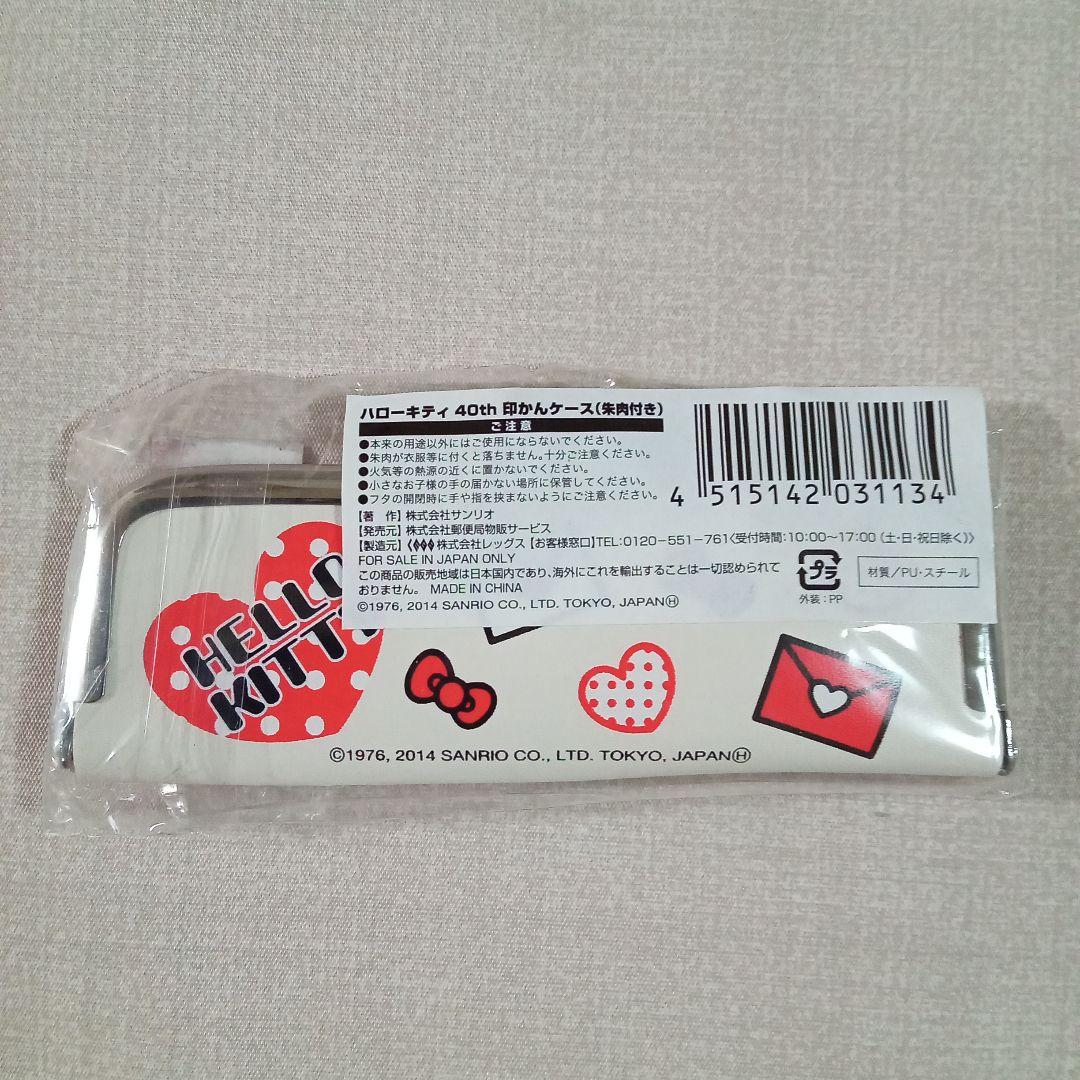 ハローキティ 40th 印かんケース(朱肉付き)
ご注意
●本来の用途以外にはご使用にならないでください。
●朱肉が衣服等に付くと落ちません。十分ご注意ください。
●火気等の熱源の近くに置かないでください。
●小さなお子様の手の届かない場所に保管してください。
●フタの開閉時に手や指を挟まないようにご注意ください。
4 515142 031134
【著 作】株式会社サンリオ
【発売元】株式会社郵便局物販サービス
【製造元】《株式会社レッグス【お客様窓口】TEL:0120-551-761〈受付時間:10:00〜17:00(土・日・祝日除く)〉》
FOR SALE IN JAPAN ONLY
この商品の販売地域は日本国内であり、海外にこれを輸出することは一切認められて
おりません。 MADE IN CHINA
©1976, 2014 SANRIO CO., LTD. TOKYO, JAPANⒽ
プラ
外装:PP
材質/PU・スチール
HELLO
KITTY
©1976, 2014 SANRIO CO., LTD. TOKYO, JAPANⒽ